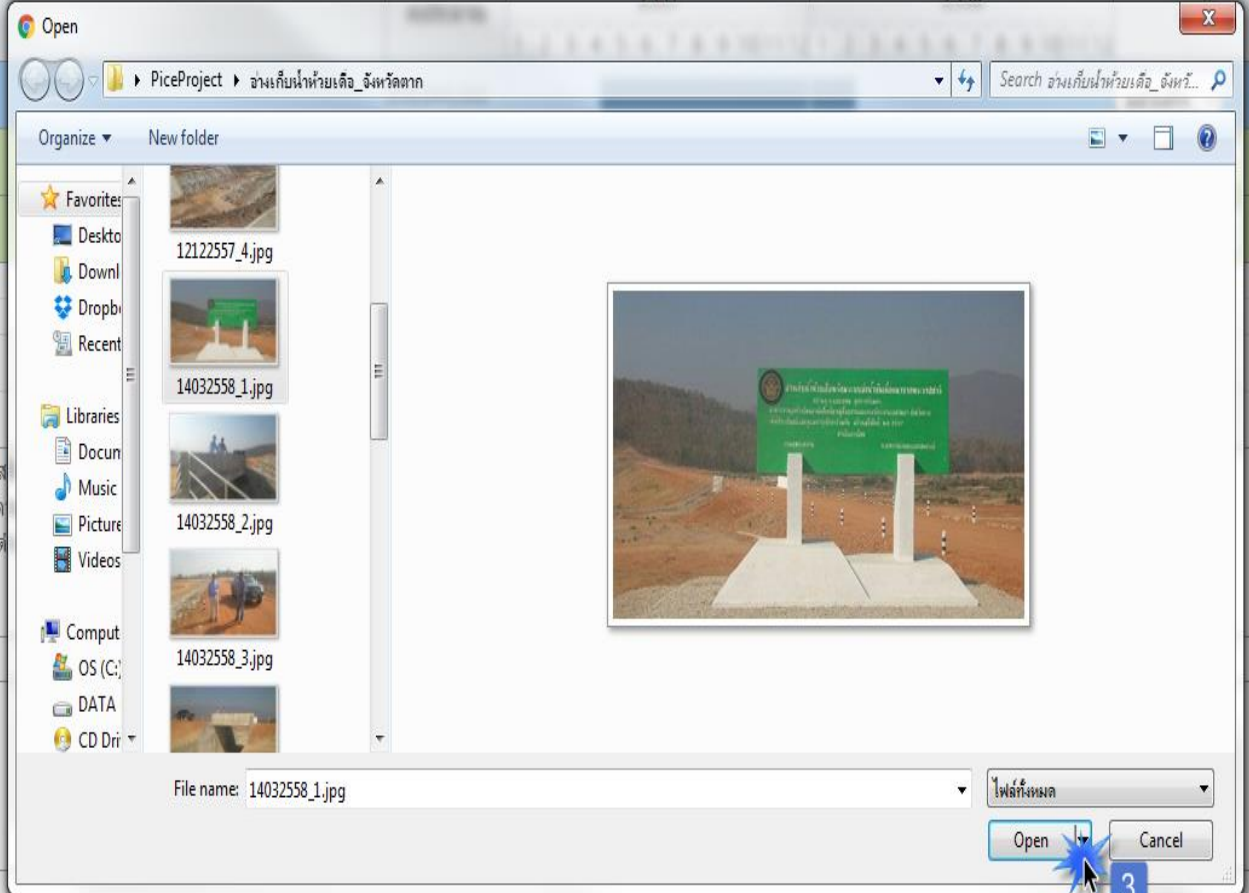 Open
PiceProject ▸ อ่างเก็บน้ำห้วยเดือ_จังหวัดตาก
Search อ่างเก็บน้ำห้วยเดือ_จังหวั...
Organize
New folder
Favorites
Deskto
Downl
Dropb
Recent
Libraries
Docum
Music
Picture
Videos
Comput
OS (C:)
DATA
CD Dri
12122557_4.jpg
14032558_1.jpg
14032558_2.jpg
14032558_3.jpg
File name: 14032558_1.jpg
ไฟล์ทั้งหมด
Open
Cancel
3